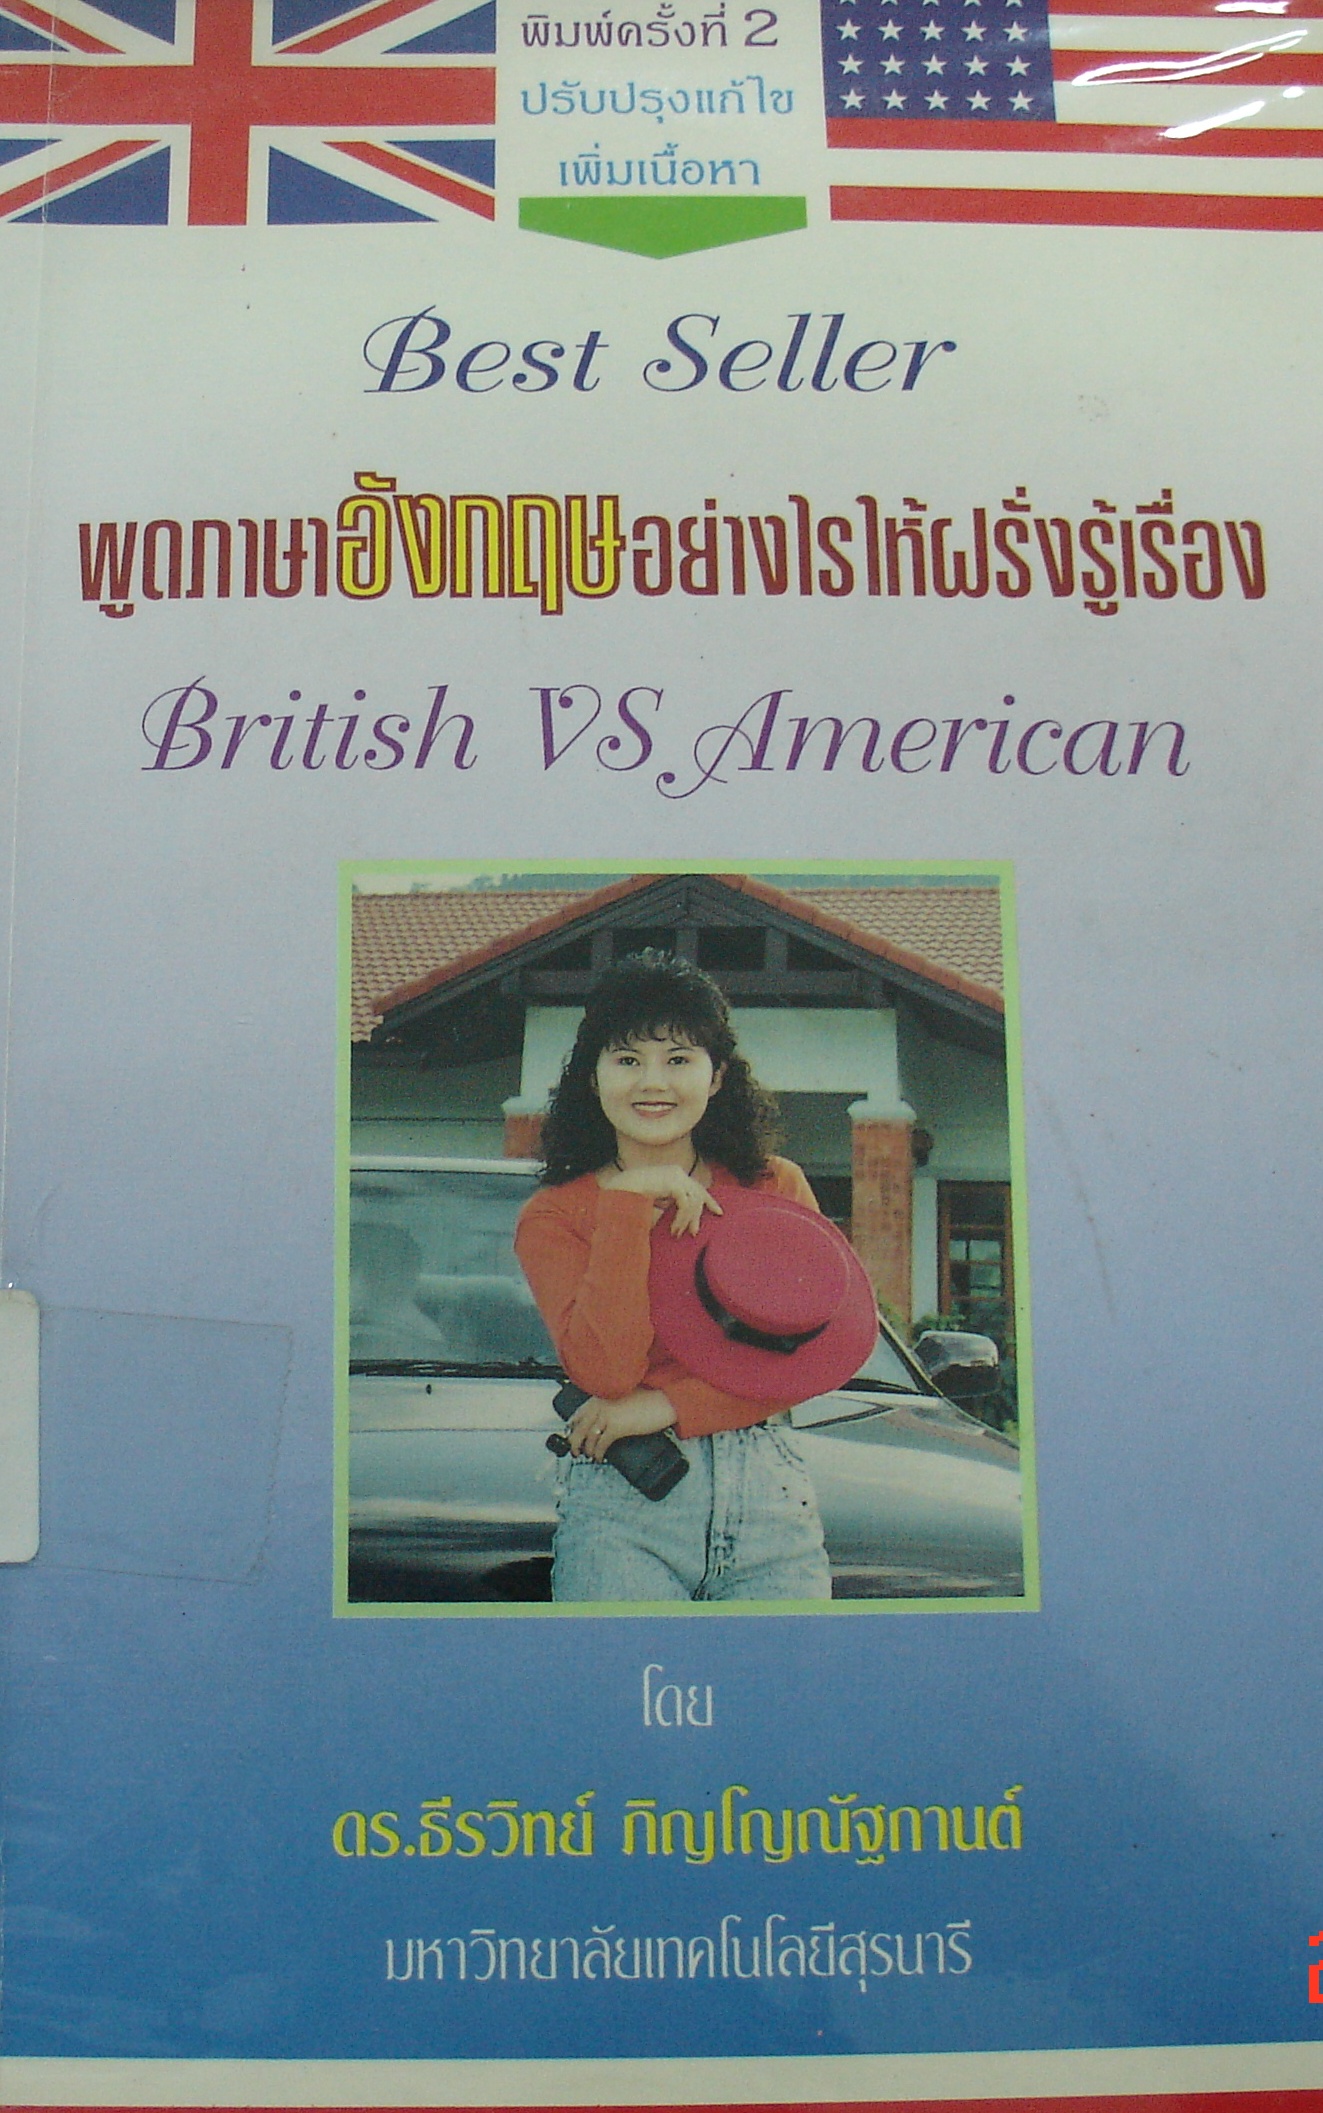 พิมพ์ครั้งที่ 2
ปรับปรุงแก้ไข
เพิ่มเนื้อหา
Best Seller
พูดภาษาอังกฤษอย่างไรให้ฝรั่งรู้เรื่อง
British VS American
โดย
ดร.ธีรวิทย์ ภิญโญณัฐกานต์
มหาวิทยาลัยเทคโนโลยีสุรนารี